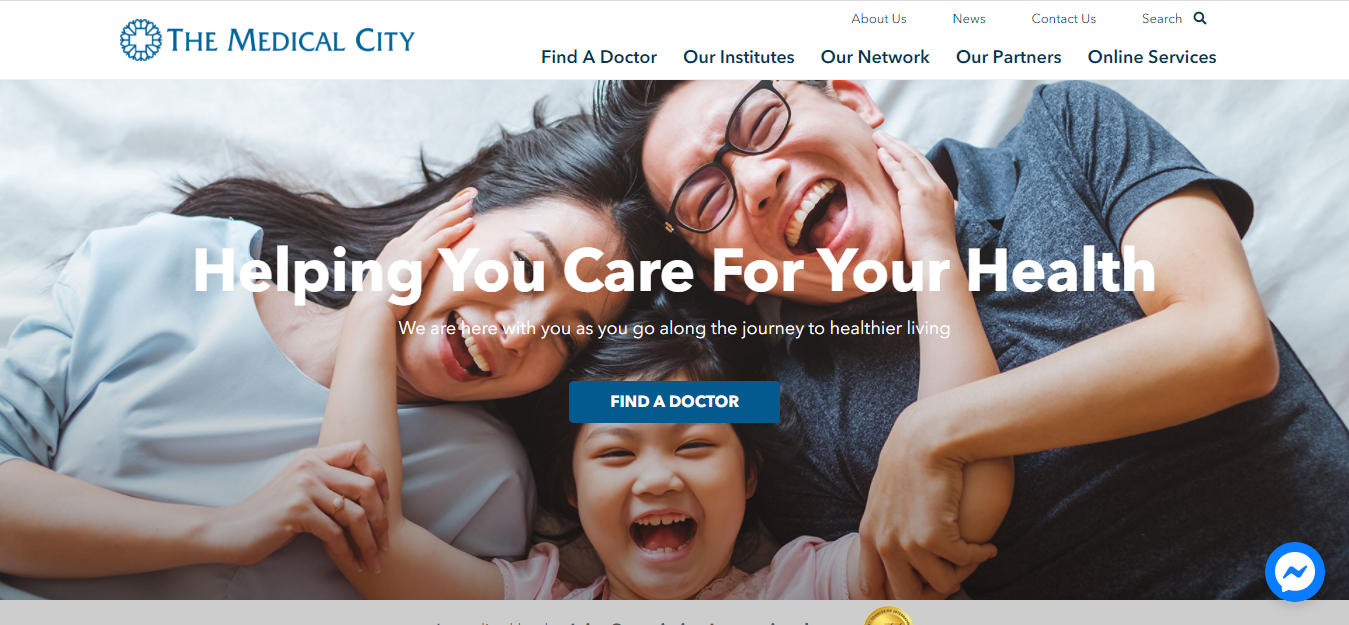 THE MEDICAL CITY
About Us
News
Contact Us
Search
Find A Doctor
Our Institutes
Our Network
Our Partners
Online Services
Helping You Care For Your Health
We are here with you as you go along the journey to healthier living
FIND A DOCTOR